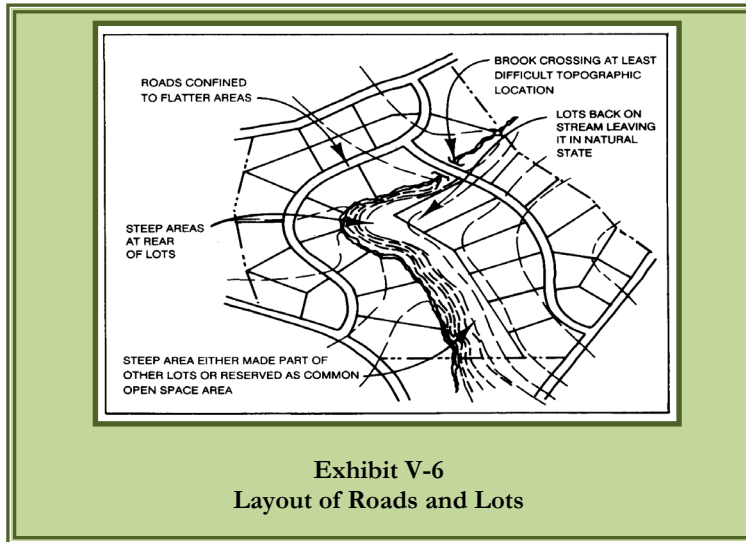 ROADS CONFINED
TO FLATTER AREAS
BROOK CROSSING AT LEAST
DIFFICULT TOPOGRAPHIC
LOCATION
LOTS BACK ON
STREAM LEAVING
IT IN NATURAL
STATE
STEEP AREAS
AT REAR
OF LOTS
STEEP AREA EITHER MADE PART OF
OTHER LOTS OR RESERVED AS COMMON
OPEN SPACE AREA
Exhibit V-6
Layout of Roads and Lots